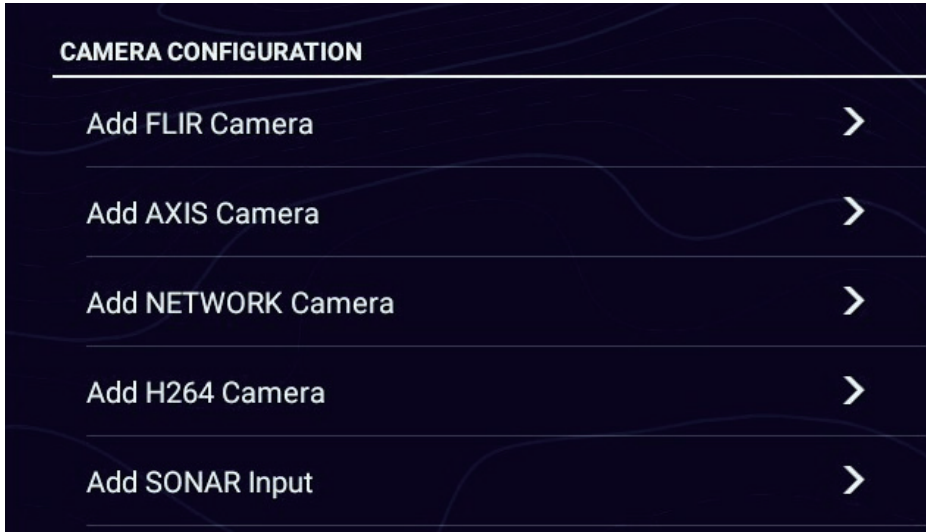 CAMERA CONFIGURATION
Add FLIR Camera
Add AXIS Camera
Add NETWORK Camera
Add H264 Camera
Add SONAR Input